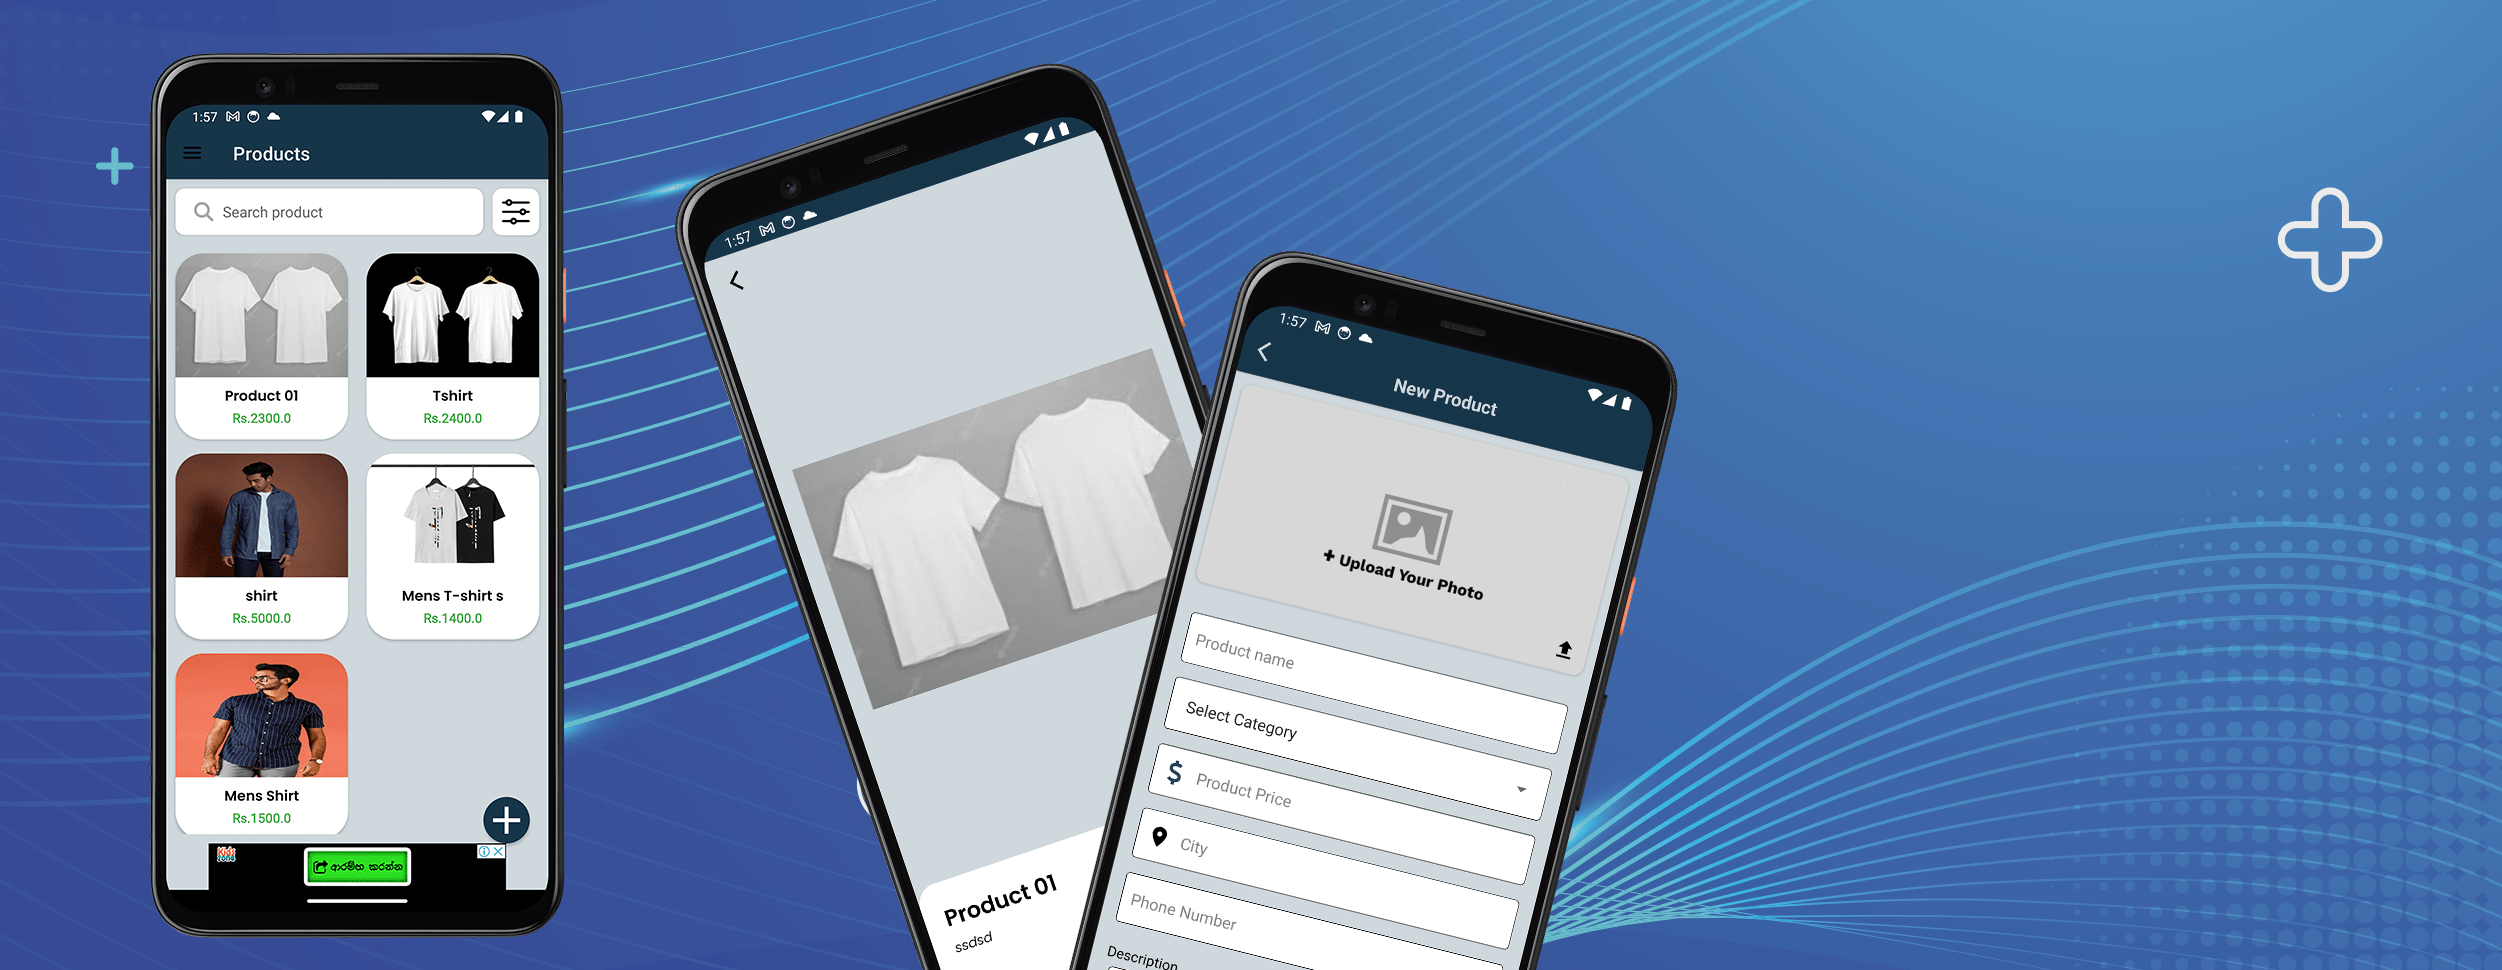 1:57
Products
Search product
Product 01
Rs.2300.0
Tshirt
Rs.2400.0
shirt
Rs.5000.0
Mens T-shirt s
Rs.1400.0
Mens Shirt
Rs.1500.0
Kids
zone
ආරම්භ කරන්න
1:57
Product 01
ssdsd
1:57
New Product
+ Upload Your Photo
Product name
Select Category
$ Product Price
City
Phone Number
Description